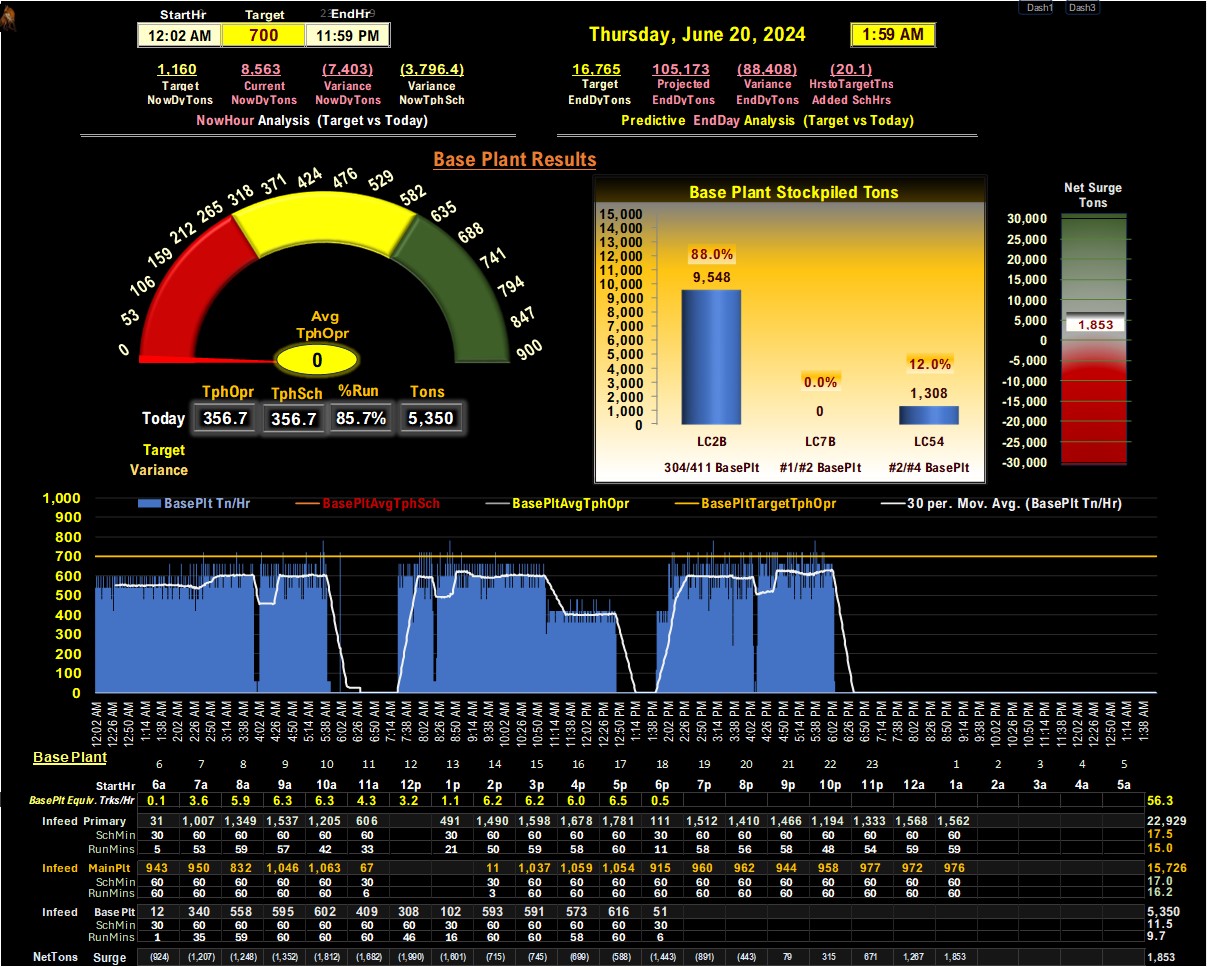 StartHr Target EndHr Dash1 Dash3
12:02 AM 700 11:59 PM Thursday, June 20, 2024 1:59 AM
1,160 8,563 (7,403) (3,796.4) 16,765 105,173 (88,408) (20.1)
Target Current Variance Variance Target Projected Variance HrstoTargetTns
NowDyTons NowDyTons NowDyTons NowTphSch EndDyTons EndDyTons EndDyTons Added SchHrs
NowHour Analysis (Target vs Today) Predictive EndDay Analysis (Target vs Today)
Base Plant Results
0 53 106 159 212 265 318 371 424 476 529 582 635 688 741 794 847 900
Avg
TphOpr
0
TphOpr TphSch %Run Tons
Today 356.7 356.7 85.7% 5,350
Target
Variance
Base Plant Stockpiled Tons
15,000
14,000
13,000
12,000
11,000
10,000
9,000
8,000
7,000
6,000
5,000
4,000
3,000
2,000
1,000
0
88.0% 0.0% 12.0%
9,548 0 1,308
LC2B LC7B LC54
304/411 BasePlt #1/#2 BasePlt #2/#4 BasePlt
Net Surge
Tons
30,000
25,000
20,000
15,000
10,000
5,000
0
-5,000
-10,000
-15,000
-20,000
-25,000
-30,000
1,853
BasePlt Tn/Hr BasePltAvgTphSch BasePltAvgTphOpr BasePltTargetTphOpr 30 per. Mov. Avg. (BasePlt Tn/Hr)
1,000
900
800
700
600
500
400
300
200
100
0
12:02 AM 12:26 AM 12:50 AM 1:14 AM 1:38 AM 2:02 AM 2:26 AM 2:50 AM 3:14 AM 3:38 AM 4:02 AM 4:26 AM 4:50 AM 5:14 AM 5:38 AM 6:02 AM 6:26 AM 6:50 AM 7:14 AM 7:38 AM 8:02 AM 8:26 AM 8:50 AM 9:14 AM 9:38 AM 10:02 AM 10:26 AM 10:50 AM 11:14 AM 11:38 AM 12:02 PM 12:26 PM 12:50 PM 1:14 PM 1:38 PM 2:02 PM 2:26 PM 2:50 PM 3:14 PM 3:38 PM 4:02 PM 4:26 PM 4:50 PM 5:14 PM 5:38 PM 6:02 PM 6:26 PM 6:50 PM 7:14 PM 7:38 PM 8:02 PM 8:26 PM 8:50 PM 9:14 PM 9:38 PM 10:02 PM 10:26 PM 10:50 PM 11:14 PM 11:38 PM 12:02 AM 12:26 AM 12:50 AM 1:14 AM 1:38 AM
Base Plant 6 7 8 9 10 11 12 13 14 15 16 17 18 19 20 21 22 23 1 2 3 4 5
StartHr 6a 7a 8a 9a 10a 11a 12p 1p 2p 3p 4p 5p 6p 7p 8p 9p 10p 11p 12a 1a 2a 3a 4a 5a
BasePlt Equiv. Trks/Hr 0.1 3.6 5.9 6.3 6.3 4.3 3.2 1.1 6.2 6.2 6.0 6.5 0.5 56.3
Infeed Primary 31 1,007 1,349 1,537 1,205 606 491 1,490 1,598 1,678 1,781 111 1,512 1,410 1,466 1,194 1,333 1,568 1,562 22,929
SchMin 30 60 60 60 60 60 30 60 60 60 60 30 60 60 60 60 60 60 60 17.5
RunMins 5 53 59 57 42 33 21 50 59 58 60 11 58 56 58 48 54 59 59 15.0
Infeed MainPlt 943 950 832 1,046 1,063 67 11 1,037 1,059 1,054 915 960 962 944 958 977 972 976 15,726
SchMin 60 60 60 60 60 30 30 60 60 60 60 60 60 60 60 60 60 60 17.0
RunMins 60 60 60 60 60 6 3 60 60 60 60 60 60 60 60 60 60 60 16.2
Infeed Base Plt 12 340 558 595 602 409 308 102 593 591 573 616 51 5,350
SchMin 30 60 60 60 60 60 60 30 60 60 60 60 30 11.5
RunMins 1 35 59 60 60 46 16 60 60 58 60 6 9.7
NetTons Surge (924) (1,207) (1,248) (1,352) (1,812) (1,682) (1,990) (1,601) (715) (745) (699) (588) (1,443) (891) (443) 79 315 671 1,267 1,853 1,853